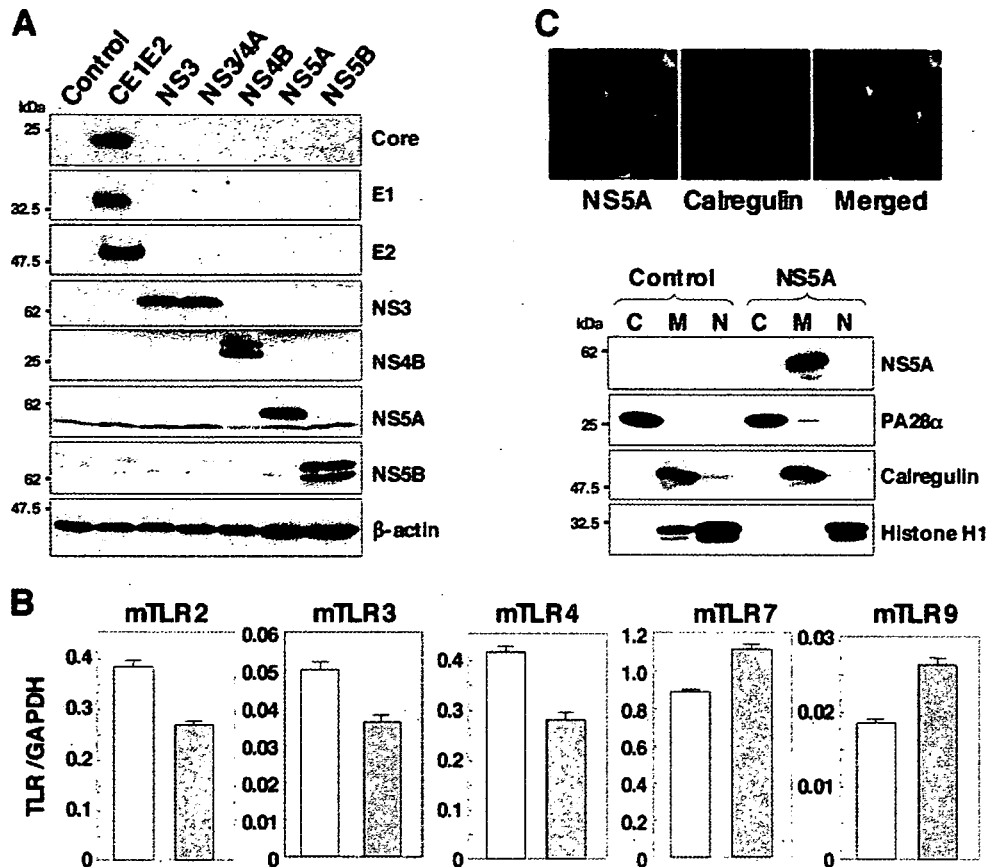 A
Control
CE1E2
NS3
NS3/4A
NS4B
NS5A
NS5B
kDa
25
Core
E1
32.5
E2
47.5
62
NS3
25
NS4B
62
NS5A
62
NS5B
47.5
β-actin
C
NS5A Calregulin Merged
Control NS5A
kDa C M N C M N
62
NS5A
25
PA28α
47.5
Calregulin
32.5
Histone H1
B
TLR/GAPDH
mTLR2
0.4
0.3
0.2
0.1
0
mTLR3
0.06
0.05
0.04
0.03
0.02
0.01
0
mTLR4
0.4
0.3
0.2
0.1
0
mTLR7
1.2
1.0
0.8
0.6
0.4
0.2
0
mTLR9
0.03
0.02
0.01
0